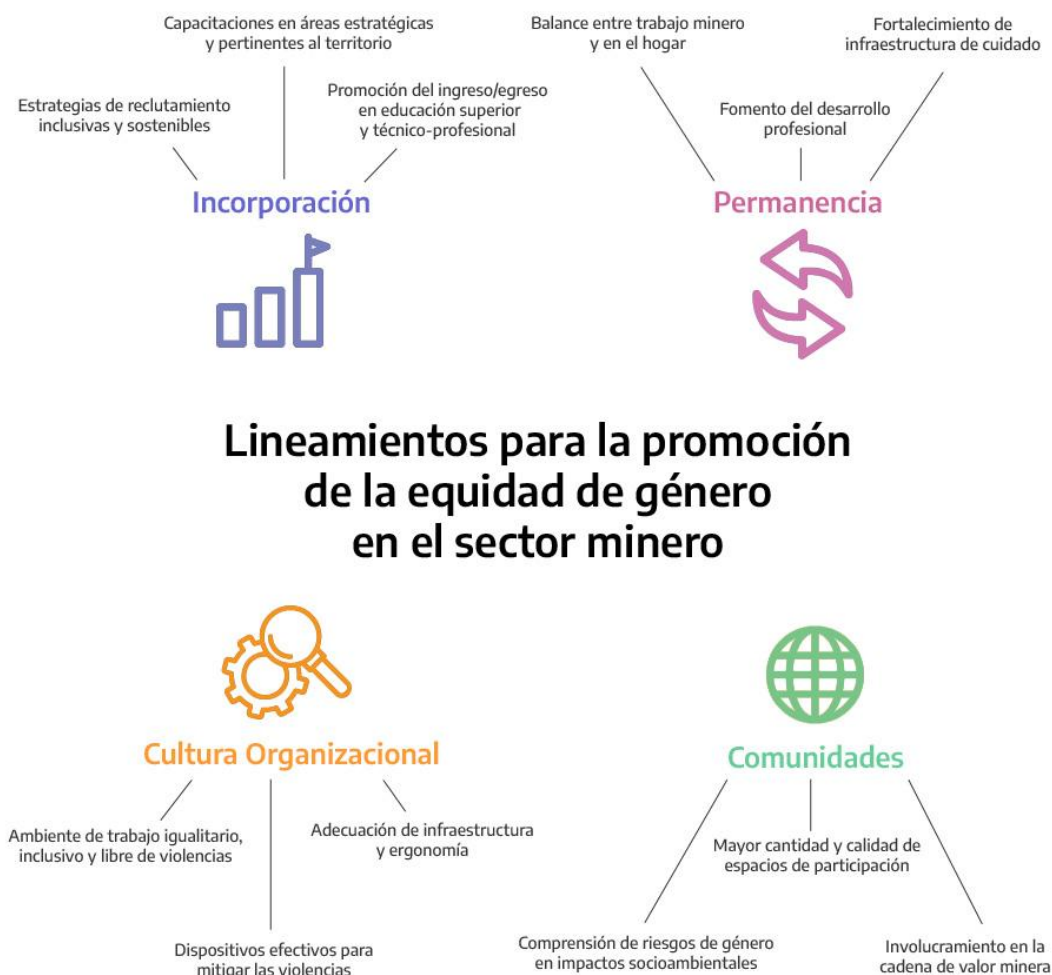 Capacitaciones en áreas estratégicas
y pertinentes al territorio
Estrategias de reclutamiento
inclusivas y sostenibles
Promoción del ingreso/egreso
en educación superior
y técnico-profesional
Incorporación
Balance entre trabajo minero
y en el hogar
Fortalecimiento de
infraestructura de cuidado
Fomento del desarrollo
profesional
Permanencia
Lineamientos para la promoción
de la equidad de género
en el sector minero
Cultura Organizacional
Ambiente de trabajo igualitario,
inclusivo y libre de violencias
Adecuación de infraestructura
y ergonomía
Dispositivos efectivos para
mitigar las violencias
Comunidades
Mayor cantidad y calidad de
espacios de participación
Comprensión de riesgos de género
en impactos socioambientales
Involucramiento en la
cadena de valor minera